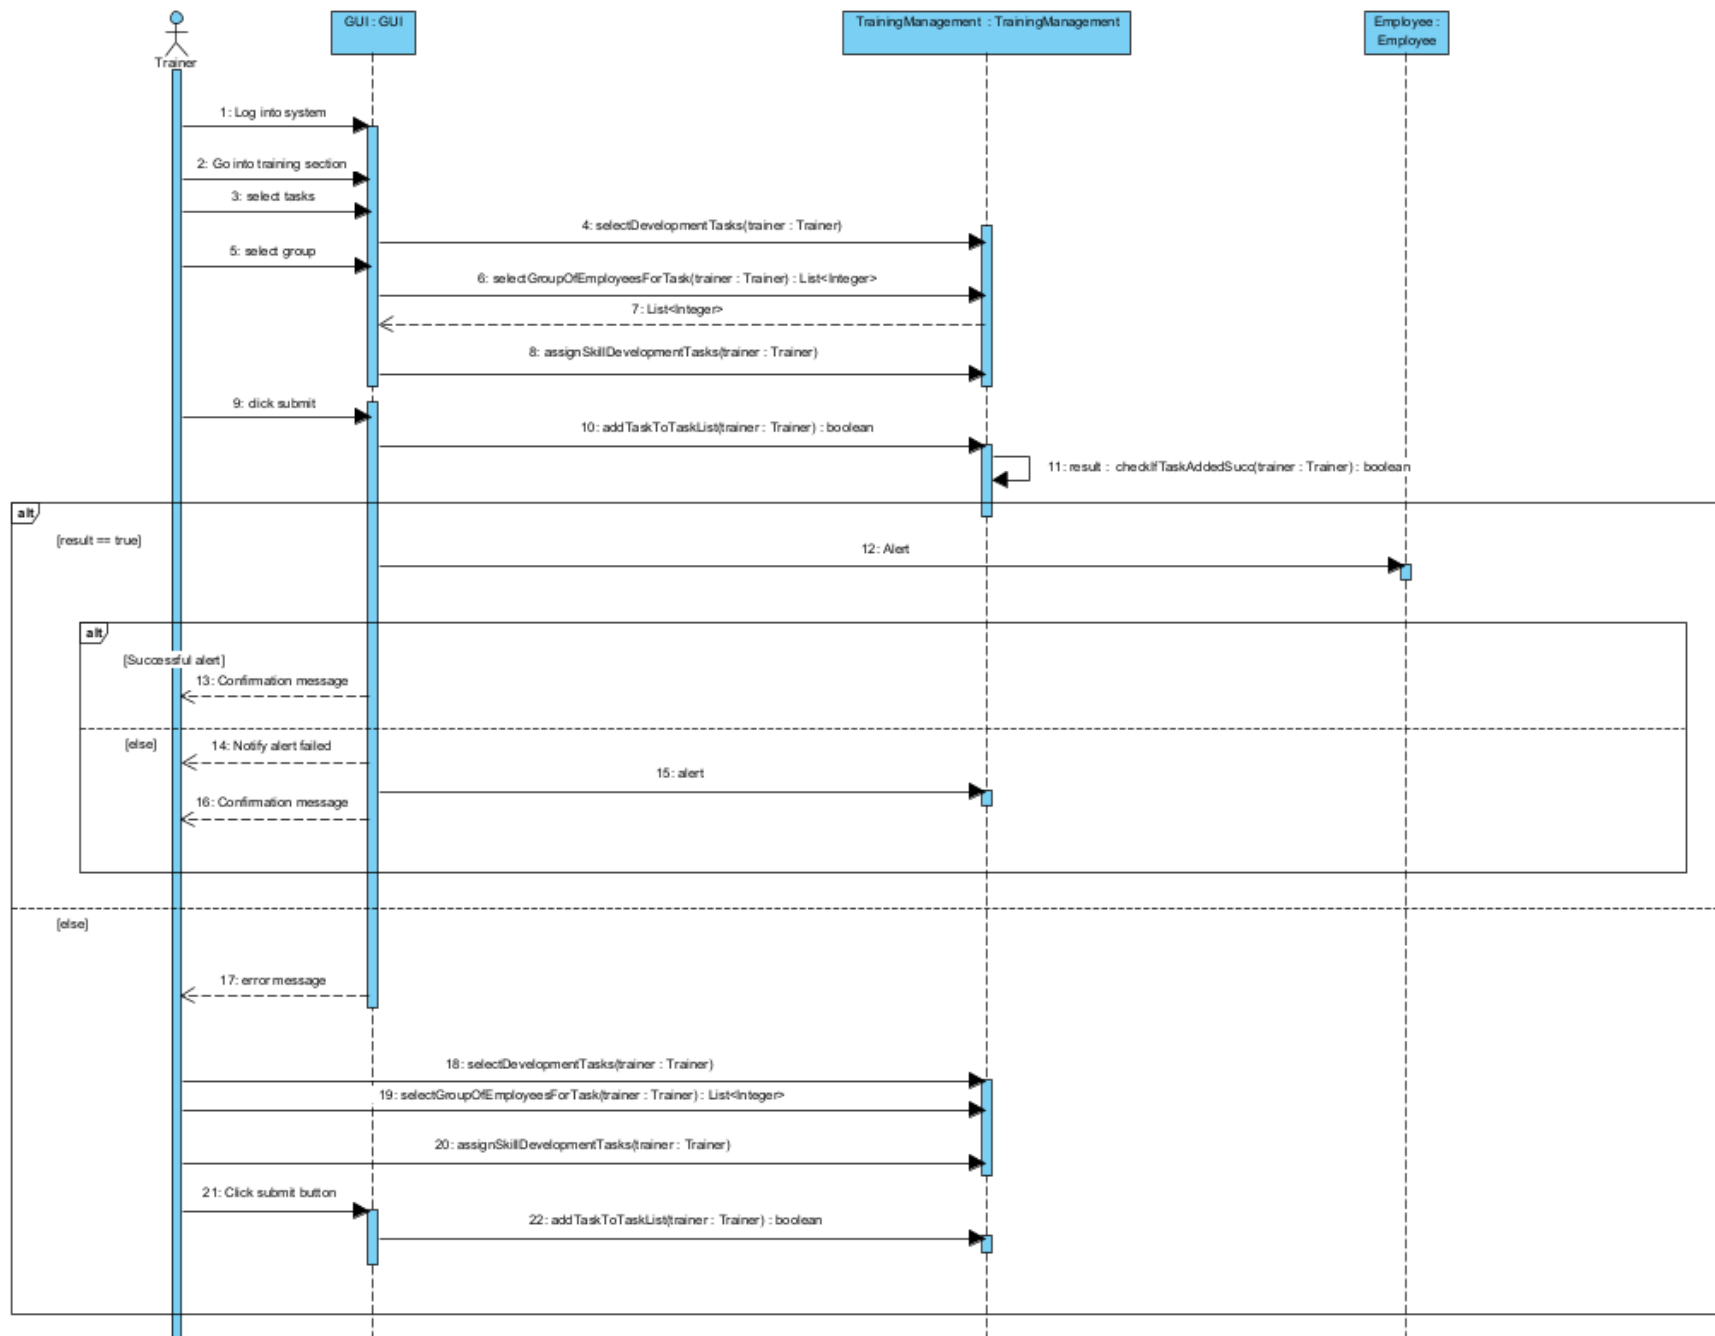 GUI : GUI
TrainingManagement : TrainingManagement
Employee :
Employee
Trainer
1: Log into system
2: Go into training section
3: select tasks
4: selectDevelopmentTasks(trainer : Trainer)
5: select group
6: selectGroupOfEmployeesForTask(trainer : Trainer) : List<Integer>
7: List<Integer>
8: assignSkillDevelopmentTasks(trainer : Trainer)
9: click submit
10: addTaskToTaskList(trainer : Trainer) : boolean
11: result : checkIfTaskAddedSucc(trainer : Trainer) : boolean
alt
[result == true]
12: Alert
alt
[Successful alert]
13: Confirmation message
[else]
14: Notify alert failed
15: alert
16: Confirmation message
[else]
17: error message
18: selectDevelopmentTasks(trainer : Trainer)
19: selectGroupOfEmployeesForTask(trainer : Trainer) : List<Integer>
20: assignSkillDevelopmentTasks(trainer : Trainer)
21: Click submit button
22: addTaskToTaskList(trainer : Trainer) : boolean